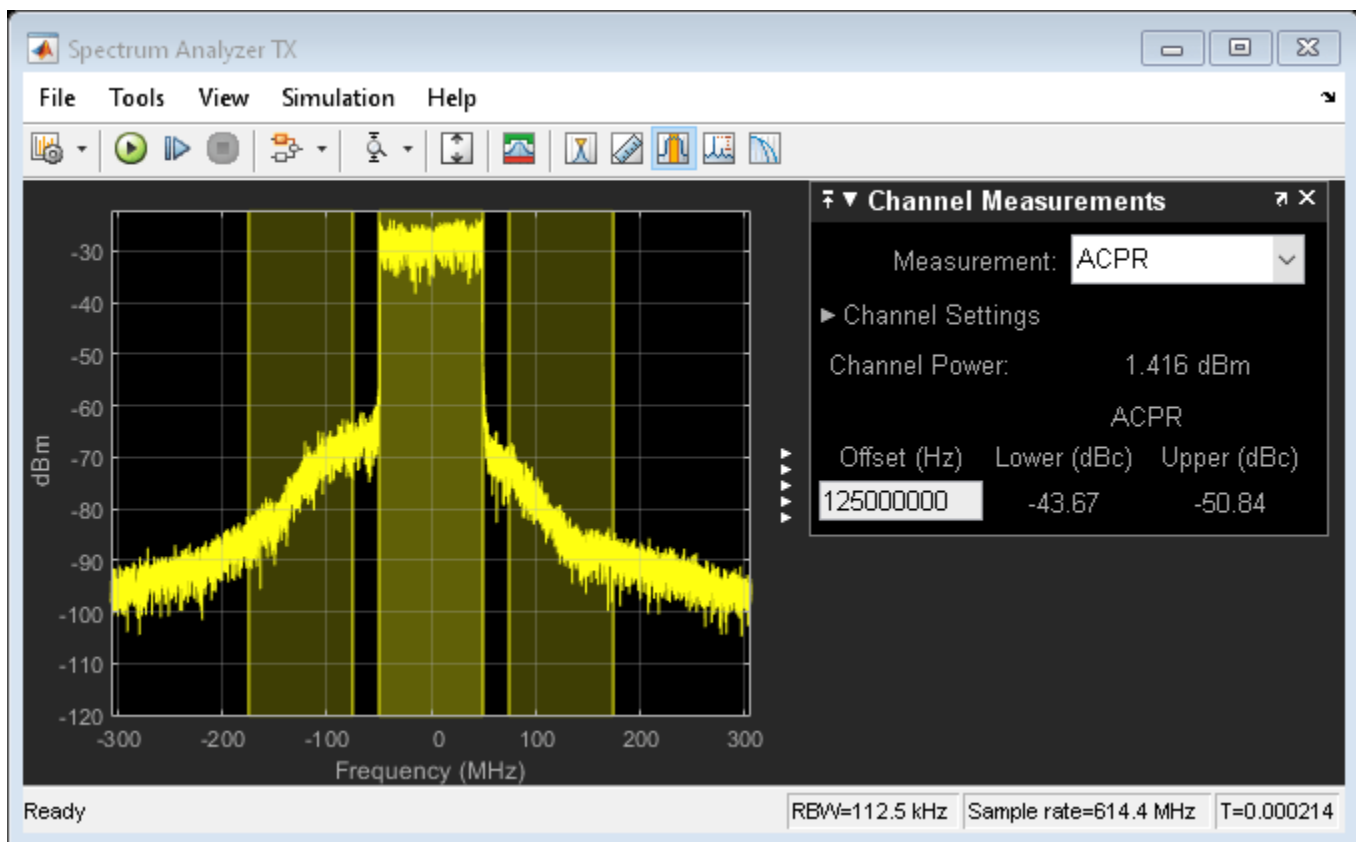 Spectrum Analyzer TX
File Tools View Simulation Help
Channel Measurements
Measurement: ACPR
Channel Settings
Channel Power: 1.416 dBm
ACPR
Offset (Hz) Lower (dBc) Upper (dBc)
125000000 -43.67 -50.84
-30
-40
-50
-60
-70
-80
-90
-100
-110
-120
dBm
-300 -200 -100 0 100 200 300
Frequency (MHz)
Ready RBW=112.5 kHz Sample rate=614.4 MHz T=0.000214